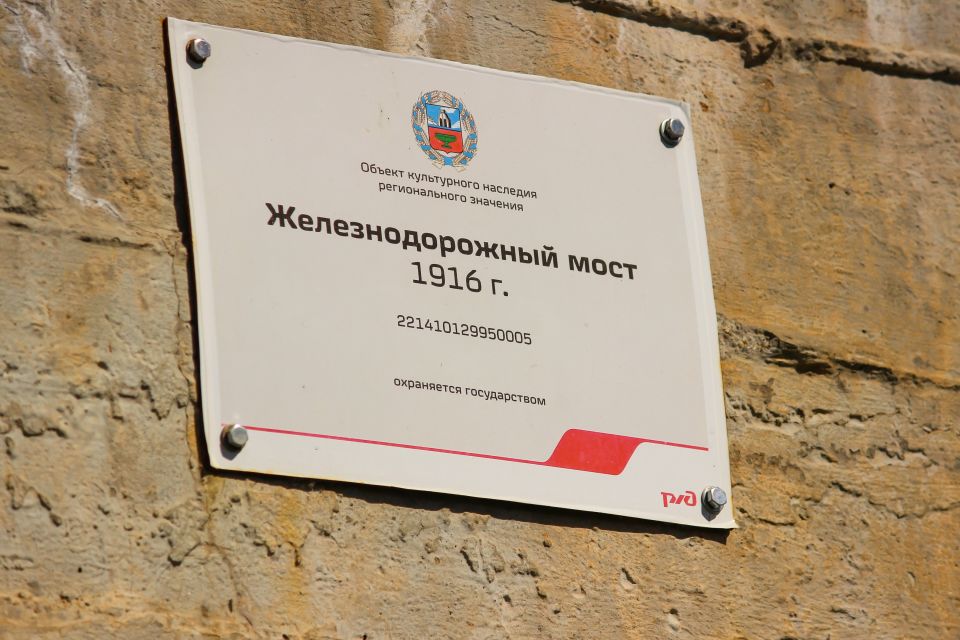 Объект культурного наследия
регионального значения
Железнодорожный мост
1916 г.
221410129950005
охраняется государством
ржд